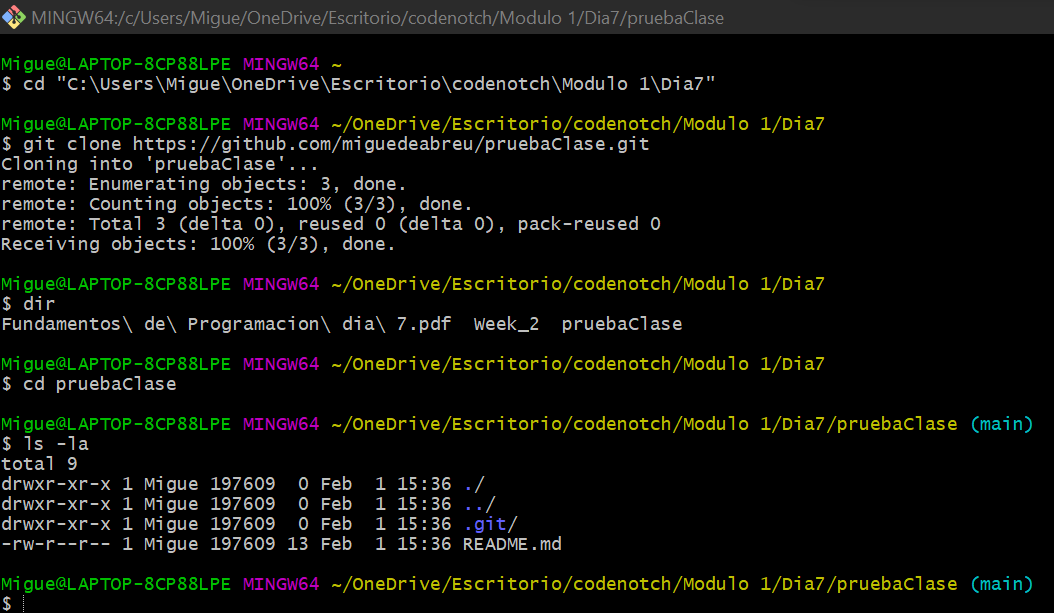 MINGW64:/c/Users/Migue/OneDrive/Escritorio/codenotch/Modulo 1/Dia7/pruebaClase
Migue@LAPTOP-8CP88LPE MINGW64 ~
$ cd "C:\Users\Migue\OneDrive\Escritorio\codenotch\Modulo 1\Dia7"
Migue@LAPTOP-8CP88LPE MINGW64 ~/OneDrive/Escritorio/codenotch/Modulo 1/Dia7
$ git clone https://github.com/miguedeabreu/pruebaClase.git
Cloning into 'pruebaClase'...
remote: Enumerating objects: 3, done.
remote: Counting objects: 100% (3/3), done.
remote: Total 3 (delta 0), reused 0 (delta 0), pack-reused 0
Receiving objects: 100% (3/3), done.
Migue@LAPTOP-8CP88LPE MINGW64 ~/OneDrive/Escritorio/codenotch/Modulo 1/Dia7
$ dir
Fundamentos\ de\ Programacion\ dia\ 7.pdf  Week_2  pruebaClase
Migue@LAPTOP-8CP88LPE MINGW64 ~/OneDrive/Escritorio/codenotch/Modulo 1/Dia7
$ cd pruebaClase
Migue@LAPTOP-8CP88LPE MINGW64 ~/OneDrive/Escritorio/codenotch/Modulo 1/Dia7/pruebaClase (main)
$ ls -la
total 9
drwxr-xr-x 1 Migue 197609  0 Feb  1 15:36 ./
drwxr-xr-x 1 Migue 197609  0 Feb  1 15:36 ../
drwxr-xr-x 1 Migue 197609  0 Feb  1 15:36 .git/
-rw-r--r-- 1 Migue 197609 13 Feb  1 15:36 README.md
Migue@LAPTOP-8CP88LPE MINGW64 ~/OneDrive/Escritorio/codenotch/Modulo 1/Dia7/pruebaClase (main)
$